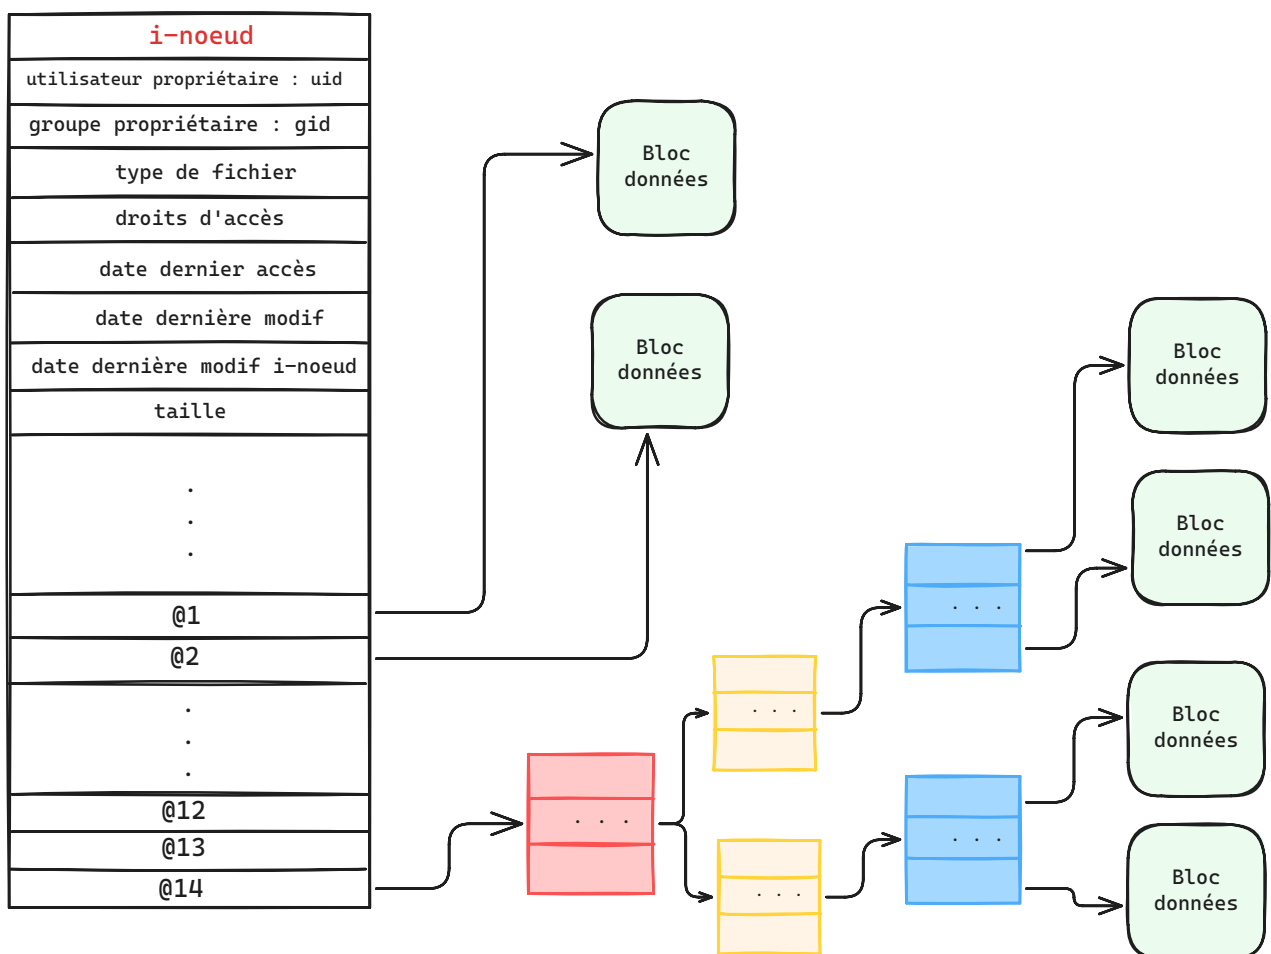 i-noeud
utilisateur propriétaire : uid
groupe propriétaire : gid
type de fichier
droits d'accès
date dernier accès
date dernière modif
date dernière modif i-noeud
taille
.
.
.
@1
@2
.
.
.
@12
@13
@14
Bloc
données
Bloc
données
. . .
. . .
. . .
. . .
. . .
Bloc
données
Bloc
données
Bloc
données
Bloc
données